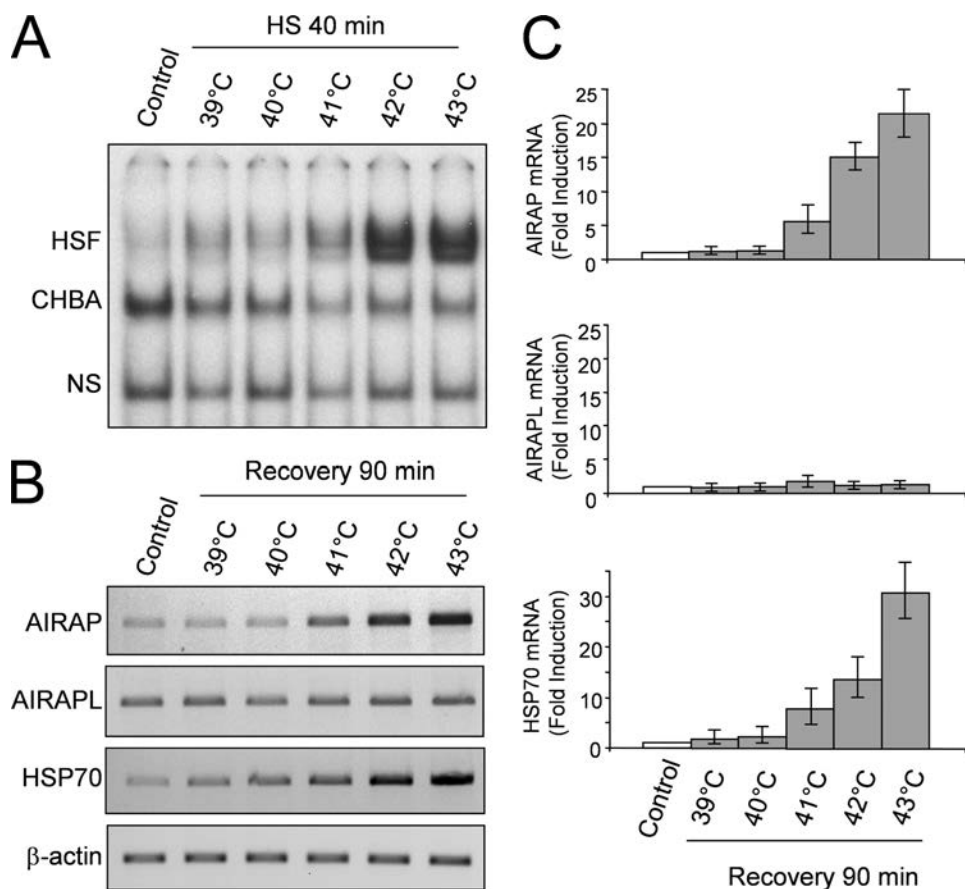 A
HS 40 min
Control
39°C
40°C
41°C
42°C
43°C
HSF
CHBA
NS
B
Recovery 90 min
Control
39°C
40°C
41°C
42°C
43°C
AIRAP
AIRAPL
HSP70
β-actin
C
AIRAP mRNA
(Fold Induction)
25
20
15
10
5
0
AIRAPL mRNA
(Fold Induction)
25
20
15
10
5
0
HSP70 mRNA
(Fold Induction)
30
20
10
0
Control
39°C
40°C
41°C
42°C
43°C
Recovery 90 min